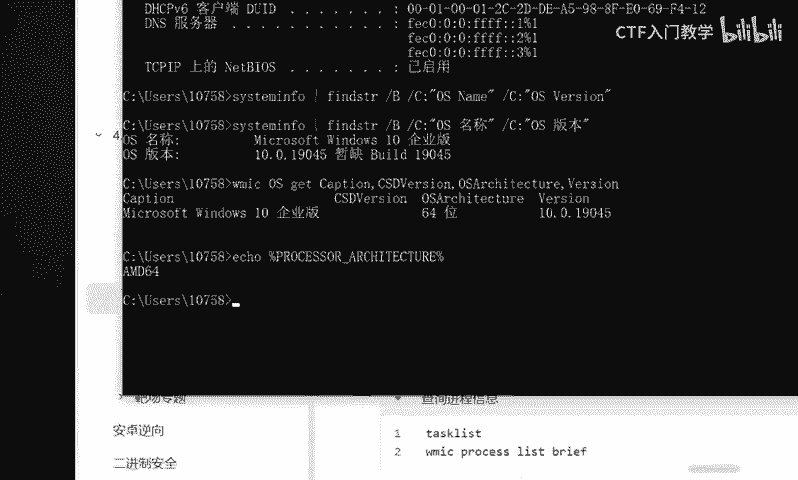 DHCPv6 客户端 DUID . . . . . . . : 00-01-00-01-2C-2D-DE-A5-98-8F-E0-69-F4-12
DNS 服务器 . . . . . . . . . . . : fec0:0:0:ffff::1%1
fec0:0:0:ffff::2%1
fec0:0:0:ffff::3%1
TCPIP 上的 NetBIOS . . . . . . . : 已启用
CTF入门教学 bilibili
C:\Users\10758>systeminfo | findstr /B /C:"OS Name" /C:"OS Version"
C:\Users\10758>systeminfo | findstr /B /C:"OS 名称" /C:"OS 版本"
OS 名称: Microsoft Windows 10 企业版
OS 版本: 10.0.19045 暂缺 Build 19045
C:\Users\10758>wmic OS get Caption,CSDVersion,OSArchitecture,Version
Caption CSDVersion OSArchitecture Version
Microsoft Windows 10 企业版 64 位 10.0.19045
C:\Users\10758>echo %PROCESSOR_ARCHITECTURE%
AMD64
C:\Users\10758>
4
靶场专题
安卓逆向
二进制安全
查询进程信息
1 tasklist
2 wmic process list brief